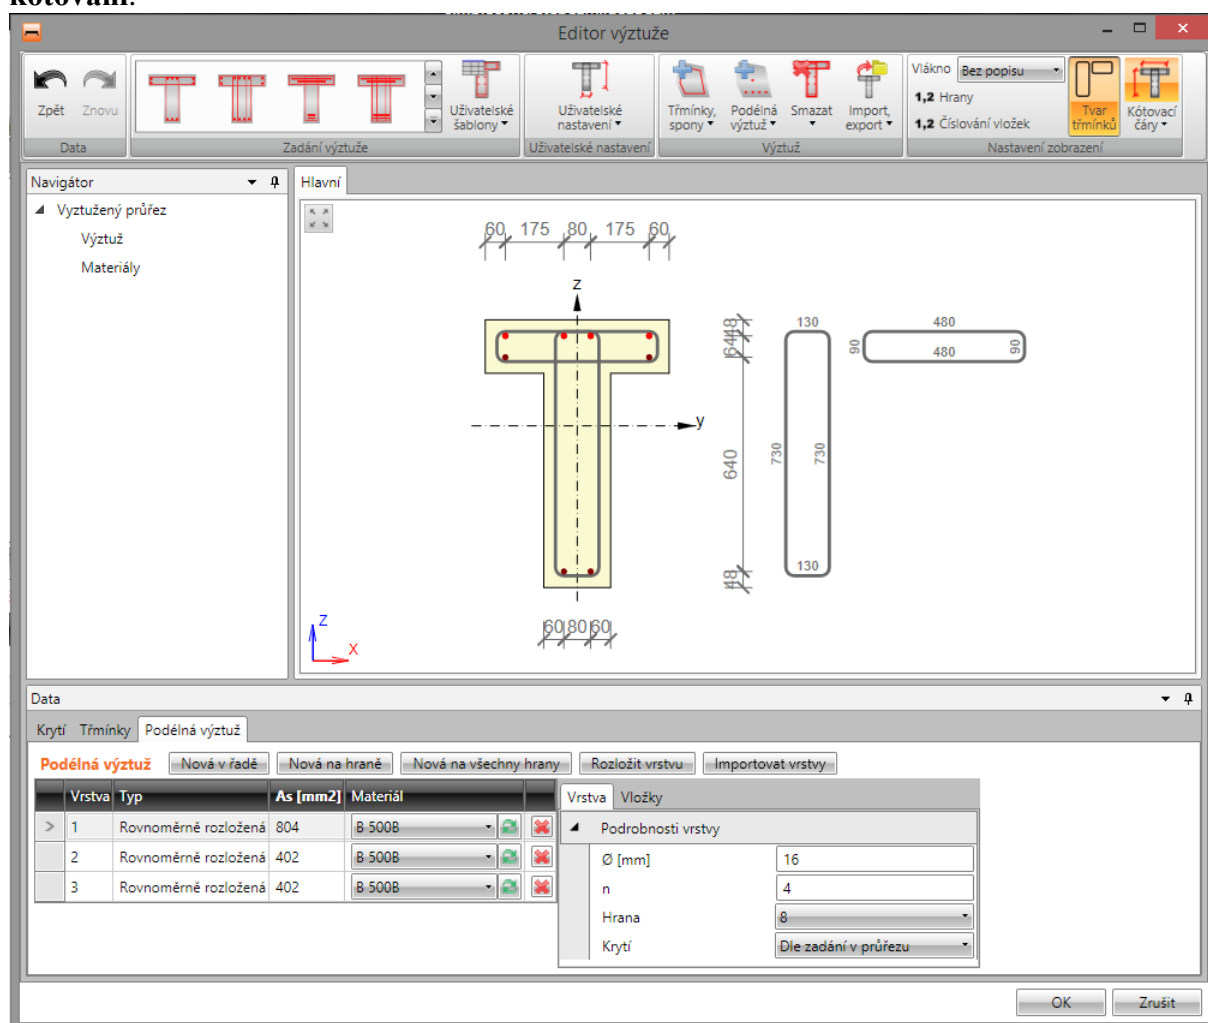 kótování.
Editor výztuže
Zpět Znovu
Data
Zadání výztuže
Uživatelské šablony
Uživatelské nastavení
Uživatelské nastavení
Třmínky, spony
Podélná výztuž
Smazat
Import, export
Výztuž
Vlákno Bez popisu
1,2 Hrany
1,2 Číslování vložek
Tvar třmínků
Kótovací čáry
Nastavení zobrazení
Navigátor
Vyztužený průřez
Výztuž
Materiály
Hlavní
60 175 80 175 60
z
y
48
64
640
48
130
730 730
130
480
90 90
480
60 80 60
Z
X
Data
Krytí Třmínky Podélná výztuž
Podélná výztuž Nová v řadě Nová na hraně Nová na všechny hrany Rozložit vrstvu Importovat vrstvy
Vrstva Typ As [mm2] Materiál
1 Rovnoměrně rozložená 804 B 500B
2 Rovnoměrně rozložená 402 B 500B
3 Rovnoměrně rozložená 402 B 500B
Vrstva Vložky
Podrobnosti vrstvy
Ø [mm] 16
n 4
Hrana 8
Krytí Dle zadání v průřezu
OK Zrušit